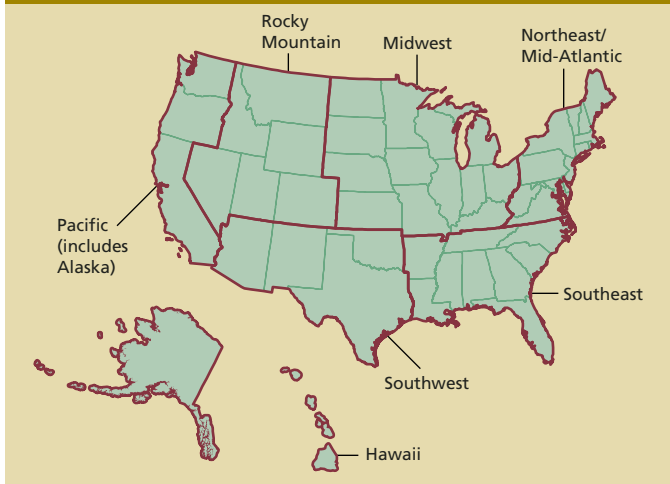 Rocky
Mountain
Midwest
Northeast/
Mid-Atlantic
Pacific
(includes
Alaska)
Southeast
Southwest
Hawaii